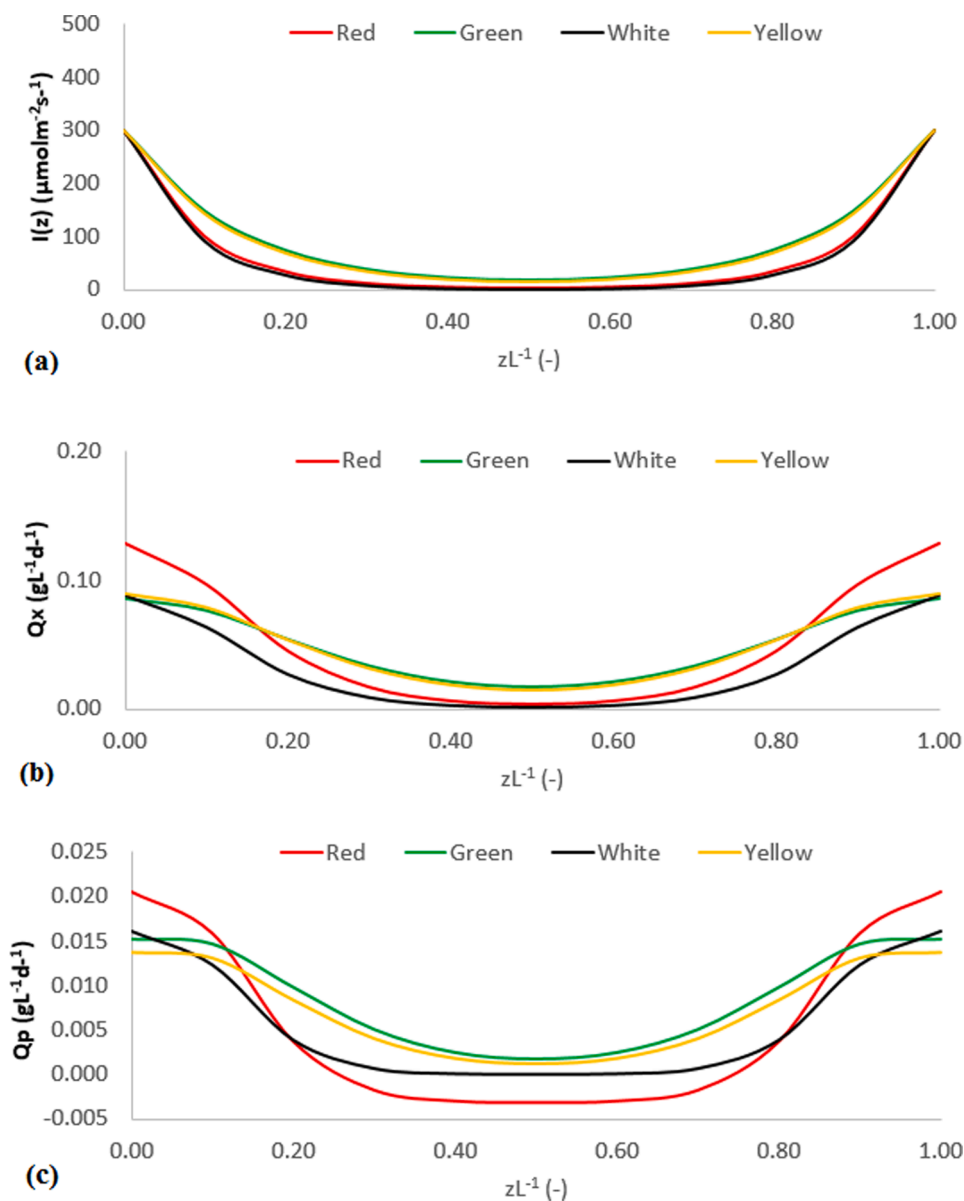 500
400
300
200
100
0
I(z) (µmolm⁻²s⁻¹)
Red Green White Yellow
0.00 0.20 0.40 0.60 0.80 1.00
zL⁻¹ (-)
(a)
0.20
0.10
0.00
Qx (gL⁻¹d⁻¹)
Red Green White Yellow
0.00 0.20 0.40 0.60 0.80 1.00
zL⁻¹ (-)
(b)
0.025
0.020
0.015
0.010
0.005
0.000
-0.005
Qp (gL⁻¹d⁻¹)
Red Green White Yellow
0.00 0.20 0.40 0.60 0.80 1.00
zL⁻¹ (-)
(c)